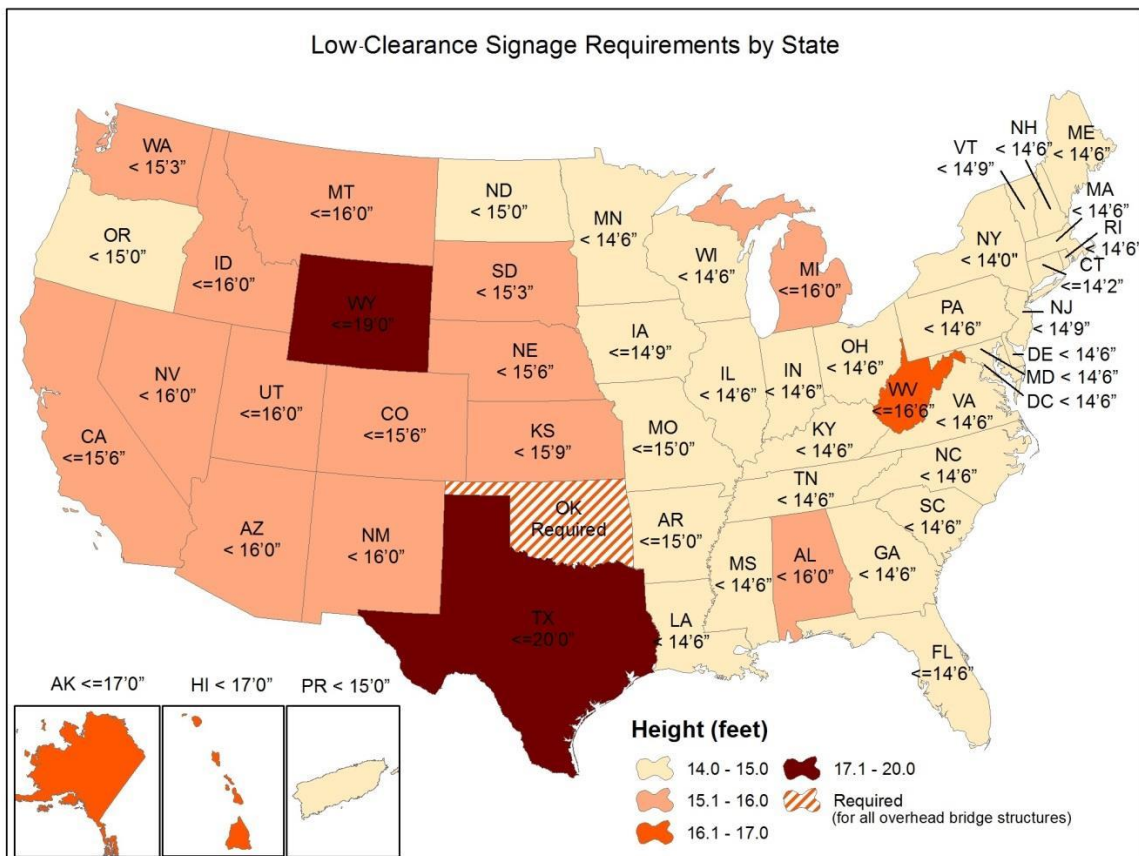 Low-Clearance Signage Requirements by State
WA
< 15’3”
OR
< 15’0”
CA
<=15’6”
NV
< 16’0”
ID
<=16’0”
MT
<=16’0”
WY
<=19’0”
UT
<=16’0”
CO
<=15’6”
AZ
< 16’0”
NM
< 16’0”
ND
< 15’0”
SD
< 15’3”
NE
< 15’6”
KS
< 15’9”
OK
Required
TX
<=20’0”
MN
< 14’6”
IA
<=14’9”
MO
<=15’0”
AR
<=15’0”
LA
< 14’6”
WI
< 14’6”
IL
< 14’6”
MI
<=16’0”
IN
< 14’6”
OH
< 14’6”
KY
< 14’6”
TN
< 14’6”
MS
< 14’6”
AL
< 16’0”
GA
< 14’6”
FL
<=14’6”
SC
< 14’6”
NC
< 14’6”
VA
< 14’6”
WV
<=16’6”
PA
< 14’6”
NY
< 14’0”
VT
< 14’9”
NH
< 14’6”
ME
< 14’6”
MA
< 14’6”
RI
< 14’6”
CT
<=14’2”
NJ
< 14’9”
DE < 14’6”
MD < 14’6”
DC < 14’6”
AK <=17’0”
HI < 17’0”
PR < 15’0”
Height (feet)
14.0 - 15.0
15.1 - 16.0
16.1 - 17.0
17.1 - 20.0
Required
(for all overhead bridge structures)